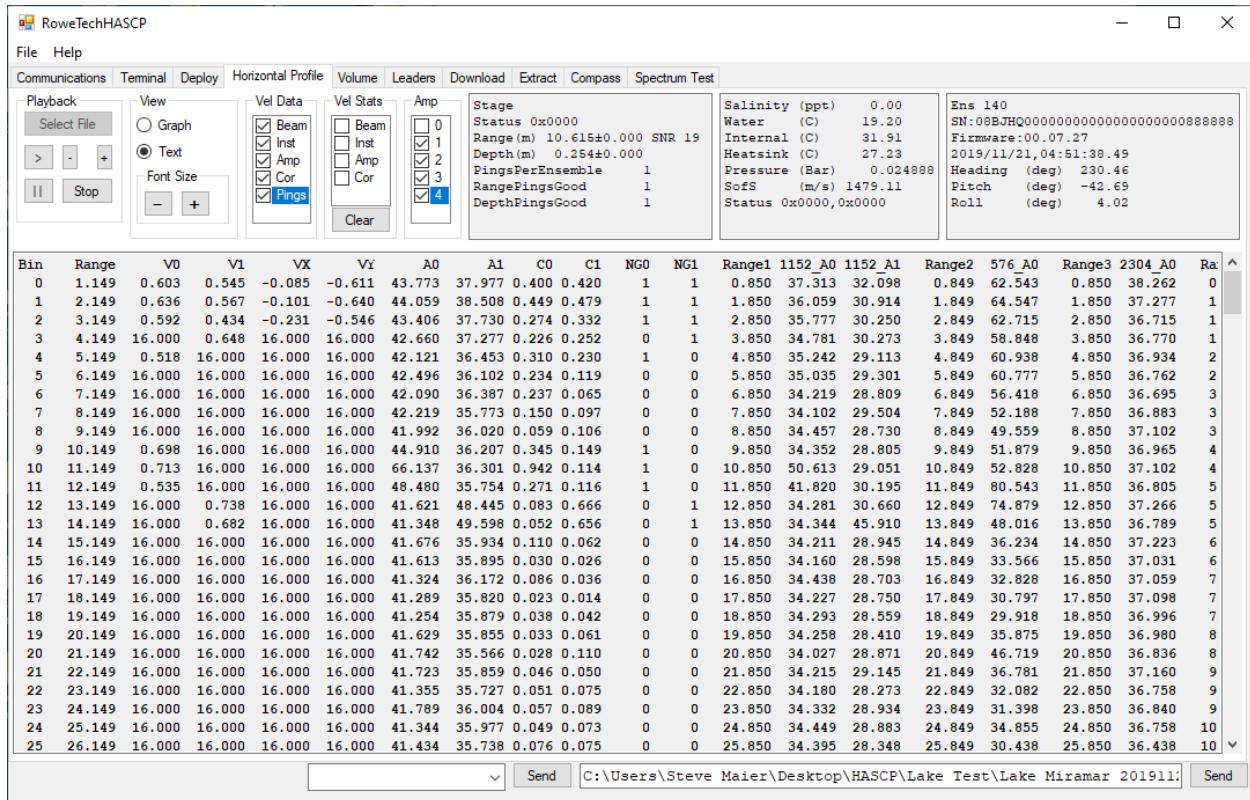 RoweTechHASCP
File Help
Communications Terminal Deploy Horizontal Profile Volume Leaders Download Extract Compass Spectrum Test
Playback
Select File
> - +
|| Stop
View
Graph
Text
Font Size
- +
Vel Data
Beam
Inst
Amp
Cor
Pings
Vel Stats
Beam
Inst
Amp
Cor
Clear
Amp
0
1
2
3
4
Stage
Status 0x0000
Range(m) 10.615±0.000 SNR 19
Depth(m) 0.254±0.000
PingsPerEnsemble 1
RangePingsGood 1
DepthPingsGood 1
Salinity (ppt) 0.00
Water (C) 19.20
Internal (C) 31.91
Heatsink (C) 27.23
Pressure (Bar) 0.024888
SofS (m/s) 1479.11
Status 0x0000,0x0000
Ens 140
Firmware:00.07.27
2019/11/21,04:51:38.49
Heading (deg) 230.46
Pitch (deg) -42.69
Roll (deg) 4.02
Bin Range V0 V1 VX VY A0 A1 C0 C1 NG0 NG1 Range1 1152_A0 1152_A1 Range2 576_A0 Range3 2304_A0 Ra
0 1.149 0.603 0.545 -0.085 -0.611 43.773 37.977 0.400 0.420 1 1 0.850 37.313 32.098 0.849 62.543 0.850 38.262 0
1 2.149 0.636 0.567 -0.101 -0.640 44.059 38.508 0.449 0.479 1 1 1.850 36.059 30.914 1.849 64.547 1.850 37.277 1
2 3.149 0.592 0.434 -0.231 -0.546 43.406 37.730 0.274 0.332 1 1 2.850 35.777 30.250 2.849 62.715 2.850 36.715 1
3 4.149 16.000 0.648 16.000 16.000 42.660 37.277 0.226 0.252 0 1 3.850 34.781 30.273 3.849 58.848 3.850 36.770 1
4 5.149 0.518 16.000 16.000 16.000 42.121 36.453 0.310 0.230 1 0 4.850 35.242 29.113 4.849 60.938 4.850 36.934 2
5 6.149 16.000 16.000 16.000 16.000 42.496 36.102 0.234 0.119 0 0 5.850 35.035 29.301 5.849 60.777 5.850 36.762 2
6 7.149 16.000 16.000 16.000 16.000 42.090 36.387 0.237 0.065 0 0 6.850 34.219 28.809 6.849 56.418 6.850 36.695 3
7 8.149 16.000 16.000 16.000 16.000 42.219 35.773 0.150 0.097 0 0 7.850 34.102 29.504 7.849 52.188 7.850 36.883 3
8 9.149 16.000 16.000 16.000 16.000 41.992 36.020 0.059 0.106 0 0 8.850 34.457 28.730 8.849 49.559 8.850 37.102 3
9 10.149 0.698 16.000 16.000 16.000 44.910 36.207 0.345 0.149 1 0 9.850 34.352 28.805 9.849 51.879 9.850 36.965 4
10 11.149 0.713 16.000 16.000 16.000 66.137 36.301 0.942 0.114 1 0 10.850 50.613 29.051 10.849 52.828 10.850 37.102 4
11 12.149 0.535 16.000 16.000 16.000 48.480 35.754 0.271 0.116 1 0 11.850 41.820 30.195 11.849 80.543 11.850 36.805 5
12 13.149 16.000 0.738 16.000 16.000 41.621 48.445 0.083 0.666 0 1 12.850 34.281 30.660 12.849 74.879 12.850 37.266 5
13 14.149 16.000 0.682 16.000 16.000 41.348 49.598 0.052 0.656 0 1 13.850 34.344 45.910 13.849 48.016 13.850 36.789 5
14 15.149 16.000 16.000 16.000 16.000 41.676 35.934 0.110 0.062 0 0 14.850 34.211 28.945 14.849 36.234 14.850 37.223 6
15 16.149 16.000 16.000 16.000 16.000 41.613 35.895 0.030 0.026 0 0 15.850 34.160 28.598 15.849 33.566 15.850 37.031 6
16 17.149 16.000 16.000 16.000 16.000 41.324 36.172 0.086 0.036 0 0 16.850 34.438 28.703 16.849 32.828 16.850 37.059 7
17 18.149 16.000 16.000 16.000 16.000 41.289 35.820 0.023 0.014 0 0 17.850 34.227 28.750 17.849 30.797 17.850 37.098 7
18 19.149 16.000 16.000 16.000 16.000 41.254 35.879 0.038 0.042 0 0 18.850 34.293 28.559 18.849 29.918 18.850 36.996 7
19 20.149 16.000 16.000 16.000 16.000 41.629 35.855 0.033 0.061 0 0 19.850 34.258 28.410 19.849 35.875 19.850 36.980 8
20 21.149 16.000 16.000 16.000 16.000 41.742 35.566 0.028 0.110 0 0 20.850 34.027 28.871 20.849 46.719 20.850 36.836 8
21 22.149 16.000 16.000 16.000 16.000 41.723 35.859 0.046 0.050 0 0 21.850 34.215 29.145 21.849 36.781 21.850 37.160 9
22 23.149 16.000 16.000 16.000 16.000 41.355 35.727 0.051 0.075 0 0 22.850 34.180 28.273 22.849 32.082 22.850 36.758 9
23 24.149 16.000 16.000 16.000 16.000 41.789 36.004 0.057 0.089 0 0 23.850 34.332 28.934 23.849 31.398 23.850 36.840 9
24 25.149 16.000 16.000 16.000 16.000 41.344 35.977 0.049 0.073 0 0 24.850 34.449 28.883 24.849 34.855 24.850 36.758 10
25 26.149 16.000 16.000 16.000 16.000 41.434 35.738 0.076 0.075 0 0 25.850 34.395 28.348 25.849 30.438 25.850 36.438 10
Send C:\Users\Steve Maier\Desktop\HASCP\Lake Test\Lake Miramar 201911 Send